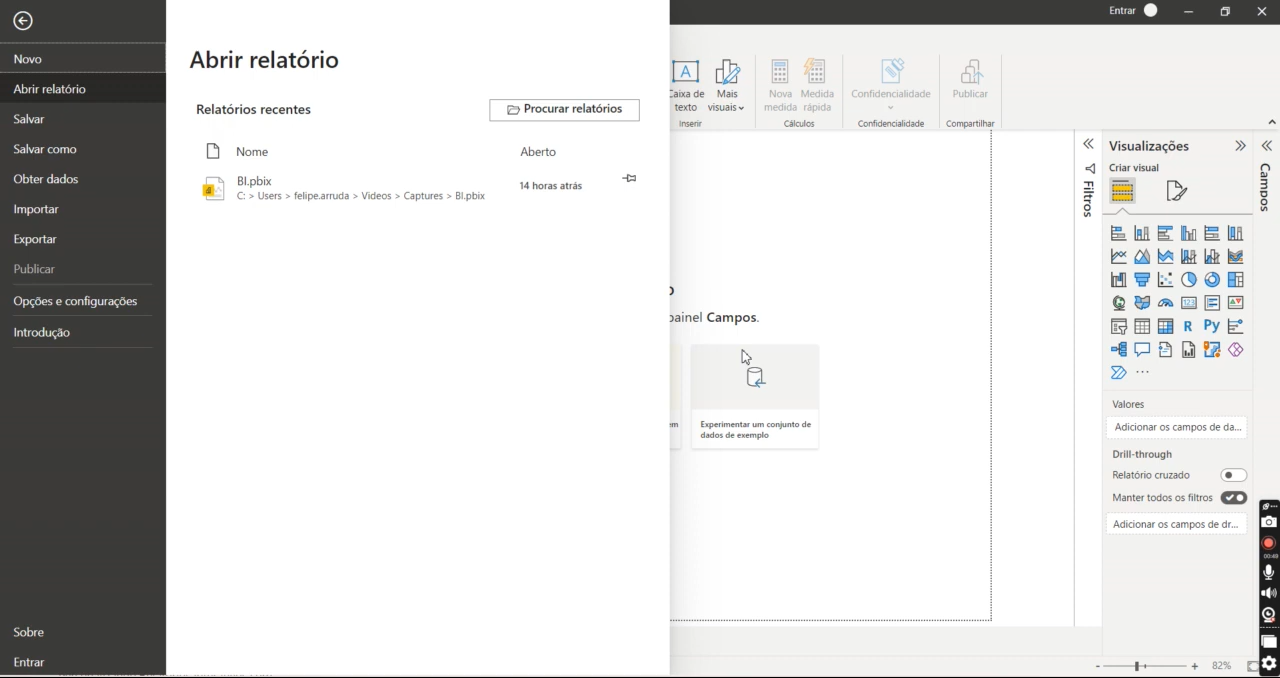 Entrar
Novo
Abrir relatório
Salvar
Salvar como
Obter dados
Importar
Exportar
Publicar
Opções e configurações
Introdução
Sobre
Entrar
Abrir relatório
Relatórios recentes
Procurar relatórios
Nome
Aberto
BI.pbix
14 horas atrás
C: > Users > felipe.arruda > Videos > Captures > BI.pbix
A
Caixa de texto
Mais visuais
Inserir
Nova medida
Medida rápida
Cálculos
Confidencialidade
Confidencialidade
Publicar
Compartilhar
painel Campos.
Experimentar um conjunto de
dados de exemplo
Filtros
Visualizações
Criar visual
123
R
Py
...
Valores
Adicionar os campos de da...
Drill-through
Relatório cruzado
Manter todos os filtros
Adicionar os campos de dr...
Campos
00:49
- + 82%